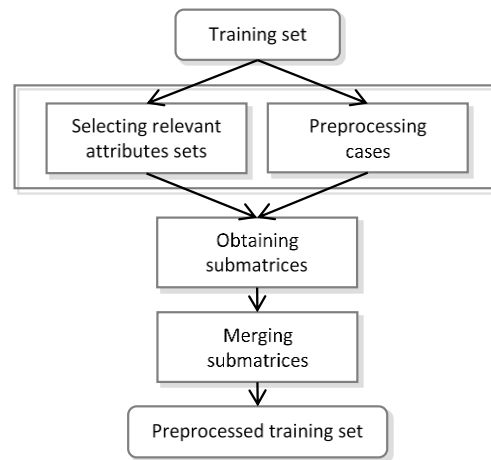 Training set
Selecting relevant
attributes sets
Preprocessing
cases
Obtaining
submatrices
Merging
submatrices
Preprocessed training set